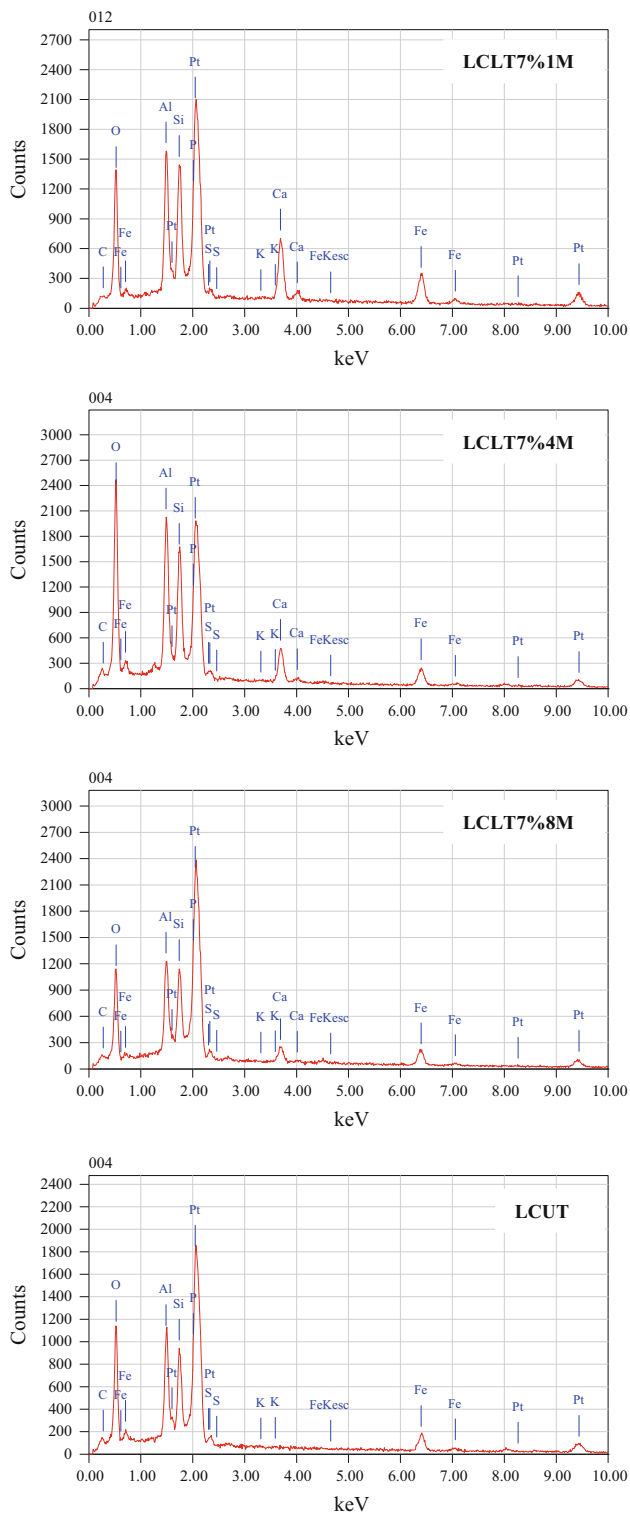 012
LCLT7%1M
Counts
2700
2400
2100
1800
1500
1200
900
600
300
0
C
O
Fe
Fe
Al
Pt
Si
Pt
P
Pt
S
S
K
K
Ca
Ca
FeKesc
Fe
Fe
Pt
Pt
0.00 1.00 2.00 3.00 4.00 5.00 6.00 7.00 8.00 9.00 10.00
keV
004
LCLT7%4M
Counts
3000
2700
2400
2100
1800
1500
1200
900
600
300
0
C
O
Fe
Fe
Al
Pt
Si
Pt
P
Pt
S
S
K
K
Ca
Ca
FeKesc
Fe
Fe
Pt
Pt
0.00 1.00 2.00 3.00 4.00 5.00 6.00 7.00 8.00 9.00 10.00
keV
004
LCLT7%8M
Counts
3000
2700
2400
2100
1800
1500
1200
900
600
300
0
C
O
Fe
Fe
Al
Pt
Si
Pt
P
Pt
S
S
K
K
Ca
Ca
FeKesc
Fe
Fe
Pt
Pt
0.00 1.00 2.00 3.00 4.00 5.00 6.00 7.00 8.00 9.00 10.00
keV
004
LCUT
Counts
2400
2200
2000
1800
1600
1400
1200
1000
800
600
400
200
0
C
O
Fe
Fe
Al
Pt
Si
Pt
P
Pt
S
S
K
K
FeKesc
Fe
Fe
Pt
Pt
0.00 1.00 2.00 3.00 4.00 5.00 6.00 7.00 8.00 9.00 10.00
keV